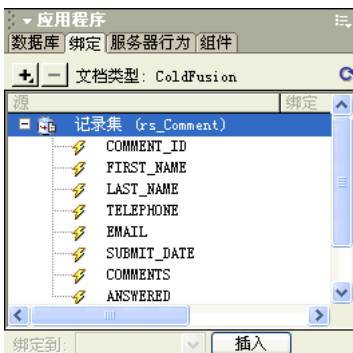 应用程序
数据库 绑定 服务器行为 组件
文档类型: ColdFusion
源 绑定
记录集 (rs_Comment)
COMMENT_ID
FIRST_NAME
LAST_NAME
TELEPHONE
EMAIL
SUBMIT_DATE
COMMENTS
ANSWERED
绑定到: 插入